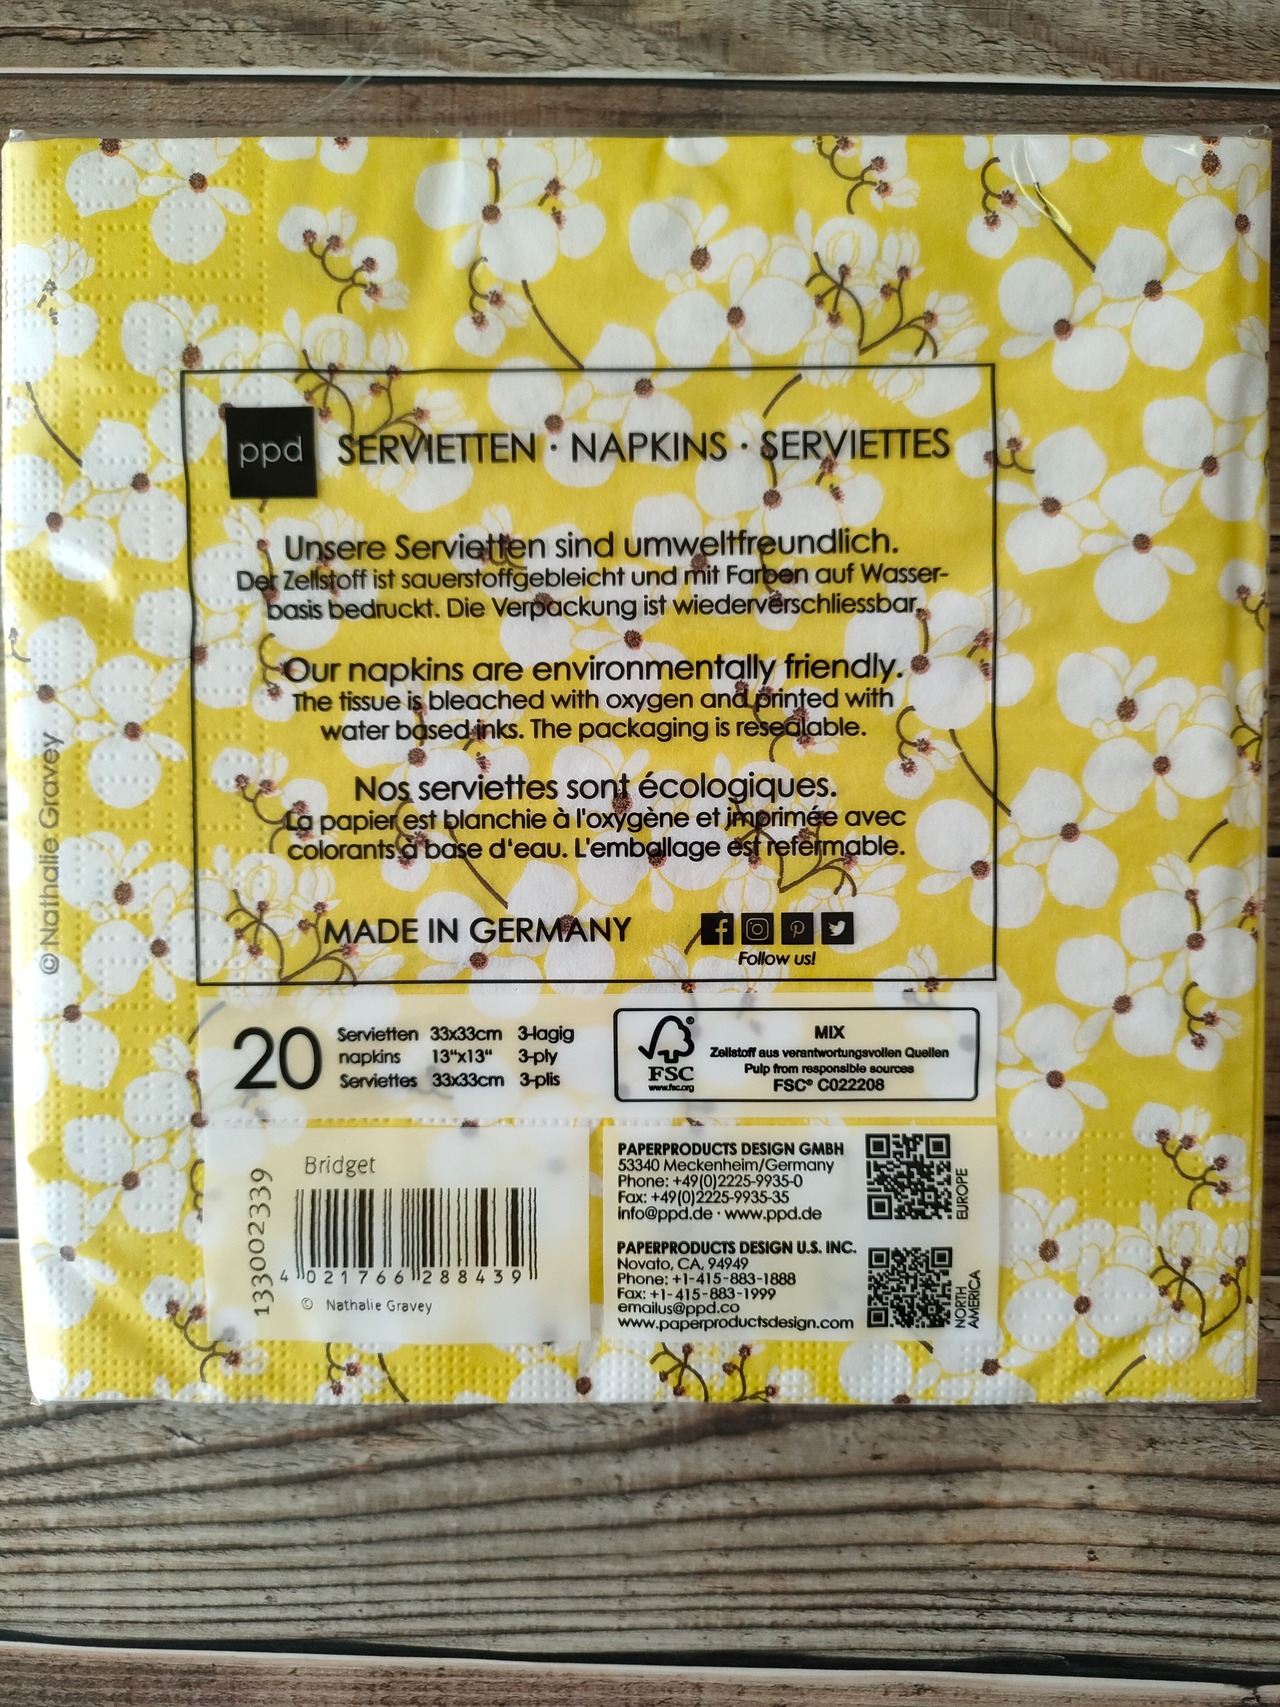 ppd
SERVIETTEN · NAPKINS · SERVIETTES
Unsere Servietten sind umweltfreundlich.
Der Zellstoff ist sauerstoffgebleicht und mit Farben auf Wasser-
basis bedruckt. Die Verpackung ist wiederverschliessbar.
Our napkins are environmentally friendly.
The tissue is bleached with oxygen and printed with
water based inks. The packaging is resealable.
Nos serviettes sont écologiques.
La papier est blanchie à l'oxygène et imprimée avec
colorants à base d'eau. L'emballage est refermable.
MADE IN GERMANY
Follow us!
© Nathalie Gravey
20
Servietten 33x33cm 3-lagig
napkins 13"x13" 3-ply
Serviettes 33x33cm 3-plis
FSC®
www.fsc.org
MIX
Zellstoff aus verantwortungsvollen Quellen
Pulp from responsible sources
FSC® C022208
13302339
Bridget
4 021766 288439
© Nathalie Gravey
PAPERPRODUCTS DESIGN GMBH
53340 Meckenheim/Germany
Phone: +49(0)2225-9935-0
Fax: +49(0)2225-9935-35
info@ppd.de · www.ppd.de
EUROPE
PAPERPRODUCTS DESIGN U.S. INC.
Novato, CA, 94949
Phone: +1-415-883-1888
Fax: +1-415-883-1999
emailus@ppd.co
www.paperproductsdesign.com
NORTH
AMERICA